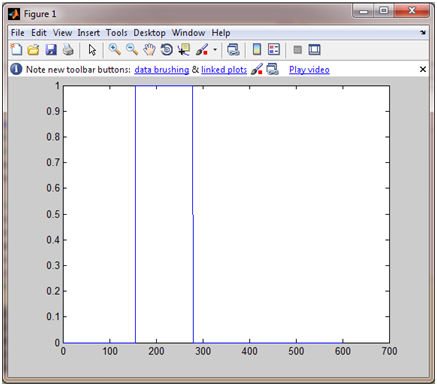 Figure 1
File Edit View Insert Tools Desktop Window Help
Note new toolbar buttons: data brushing & linked plots Play video
1
0.9
0.8
0.7
0.6
0.5
0.4
0.3
0.2
0.1
0
0 100 200 300 400 500 600 700